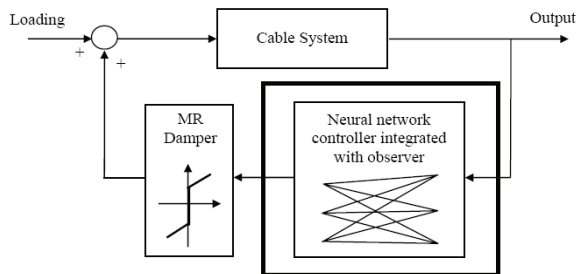 Loading
Output
Cable System
+
+
MR
Damper
Neural network
controller integrated
with observer